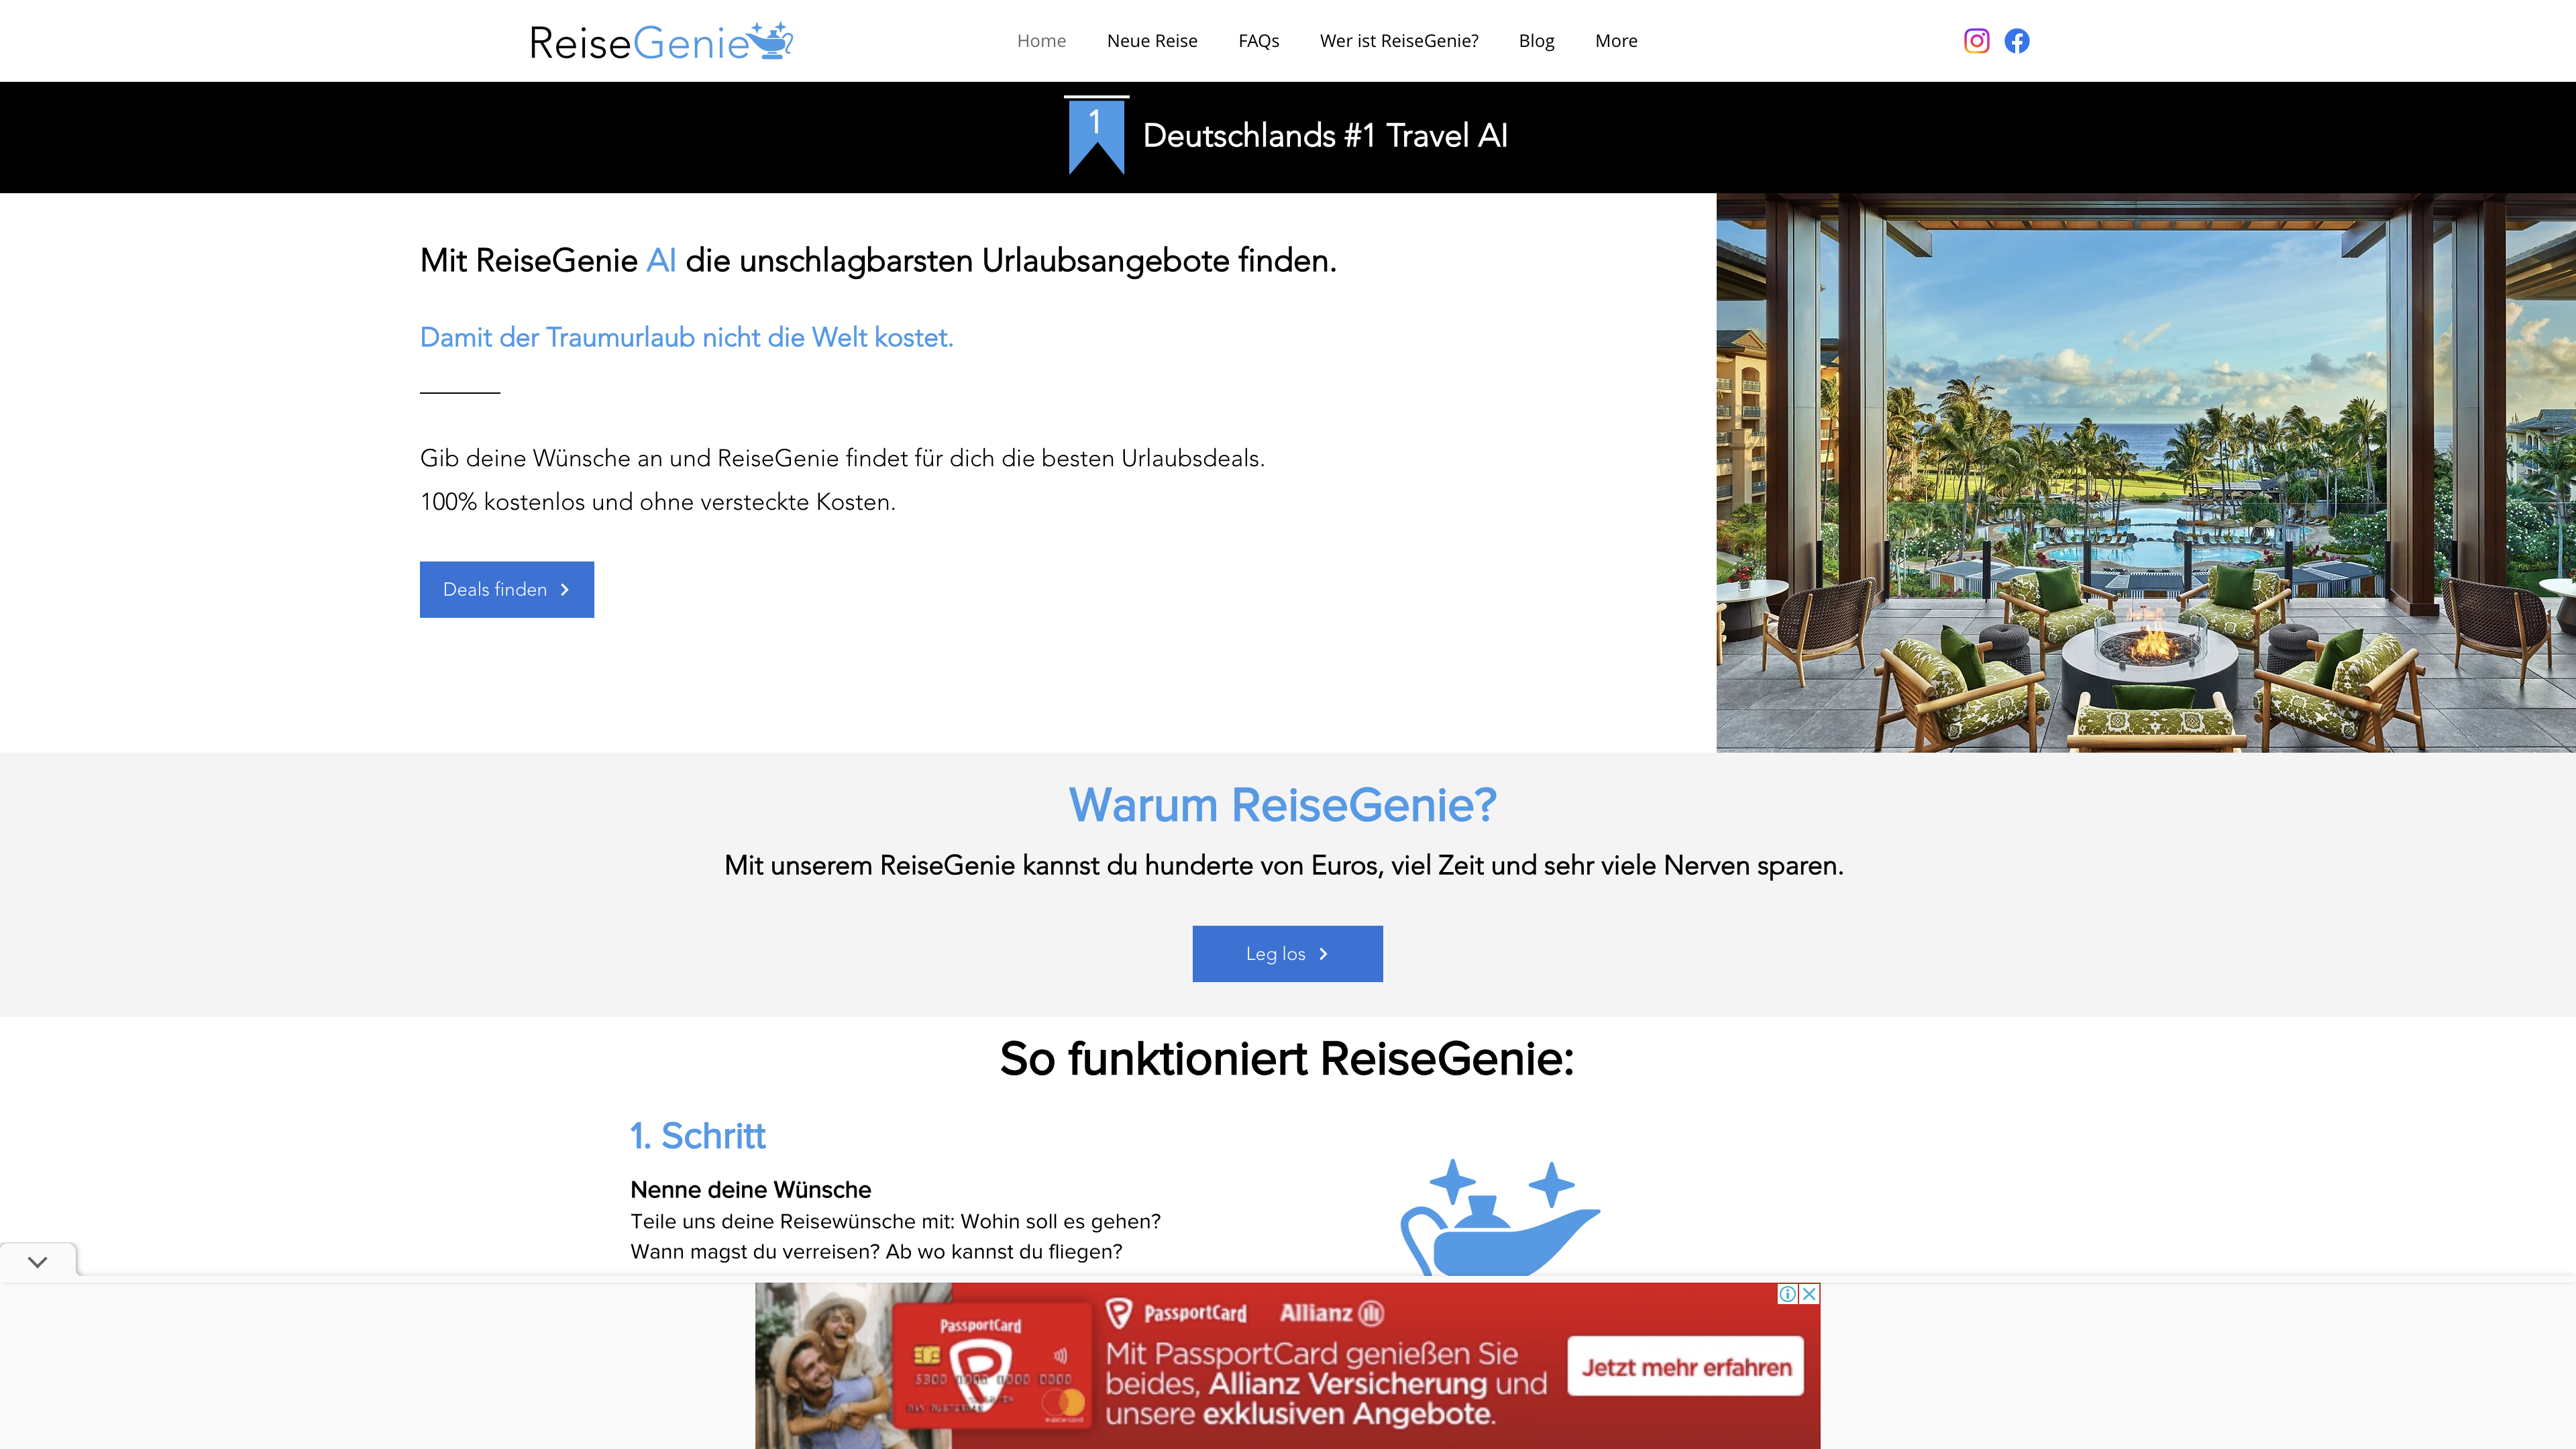 ReiseGenie
Home
Neue Reise
FAQs
Wer ist ReiseGenie?
Blog
More
1
Deutschlands #1 Travel AI
Mit ReiseGenie AI die unschlagbarsten Urlaubsangebote finden.
Damit der Traumurlaub nicht die Welt kostet.
Gib deine Wünsche an und ReiseGenie findet für dich die besten Urlaubsdeals.
100% kostenlos und ohne versteckte Kosten.
Deals finden
Warum ReiseGenie?
Mit unserem ReiseGenie kannst du hunderte von Euros, viel Zeit und sehr viele Nerven sparen.
Leg los
So funktioniert ReiseGenie:
1. Schritt
Nenne deine Wünsche
Teile uns deine Reisewünsche mit: Wohin soll es gehen?
Wann magst du verreisen? Ab wo kannst du fliegen?
PassportCard
PassportCard Allianz
Mit PassportCard genießen Sie
beides, Allianz Versicherung und
unsere exklusiven Angebote.
Jetzt mehr erfahren